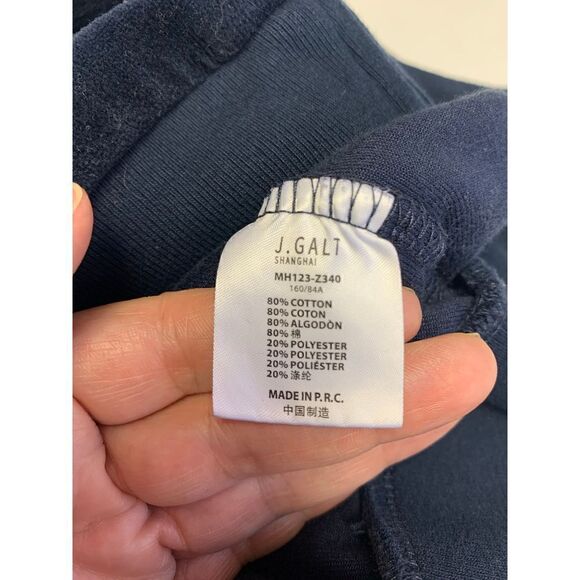 J.GALT
SHANGHAI
MH123-Z340
160/84A
80% COTTON
80% COTON
80% ALGODÒN
80% 棉
20% POLYESTER
20% POLYESTER
20% POLIÉSTER
20% 涤纶
MADE IN P.R.C.
中国制造